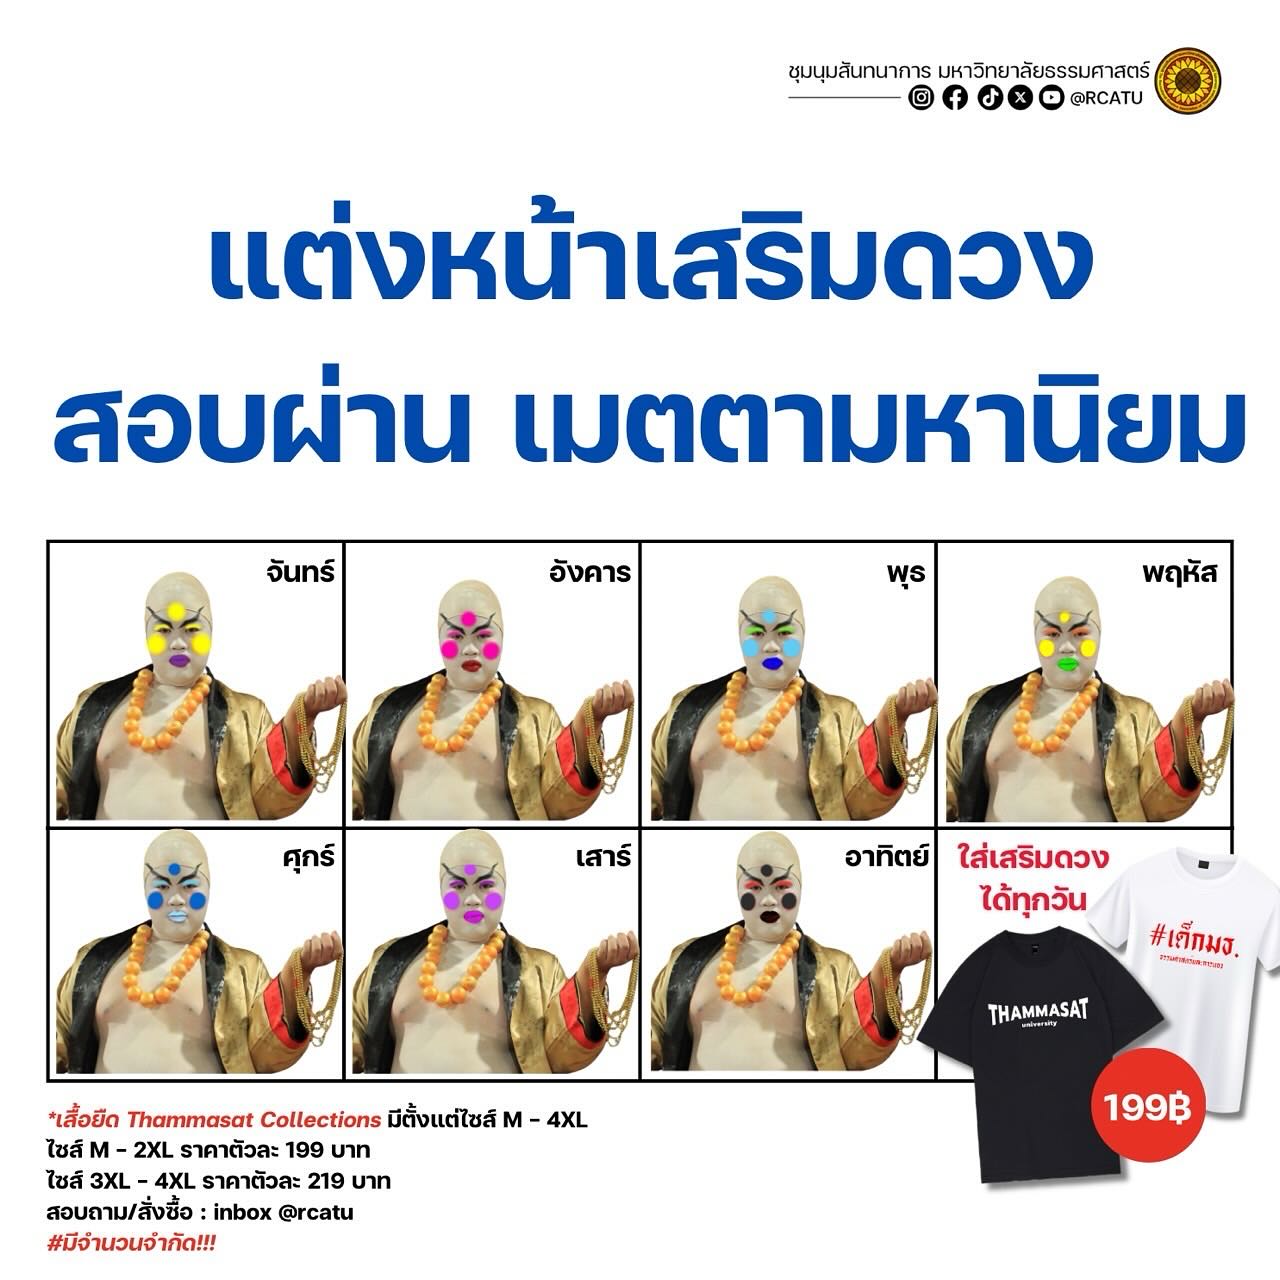 ชุมนุมสันทนาการ มหาวิทยาลัยธรรมศาสตร์
@RCATU
แต่งหน้าเสริมดวง
สอบผ่าน เมตตามหานิยม
จันทร์
อังคาร
พุธ
พฤหัส
ศุกร์
เสาร์
อาทิตย์
ใส่เสริมดวง
ได้ทุกวัน
#เด็กมธ.
THAMMASAT
university
199฿
*เสื้อยืด Thammasat Collections มีตั้งแต่ไซส์ M - 4XL
ไซส์ M - 2XL ราคาตัวละ 199 บาท
ไซส์ 3XL - 4XL ราคาตัวละ 219 บาท
สอบถาม/สั่งซื้อ : inbox @rcatu
#มีจำนวนจำกัด!!!